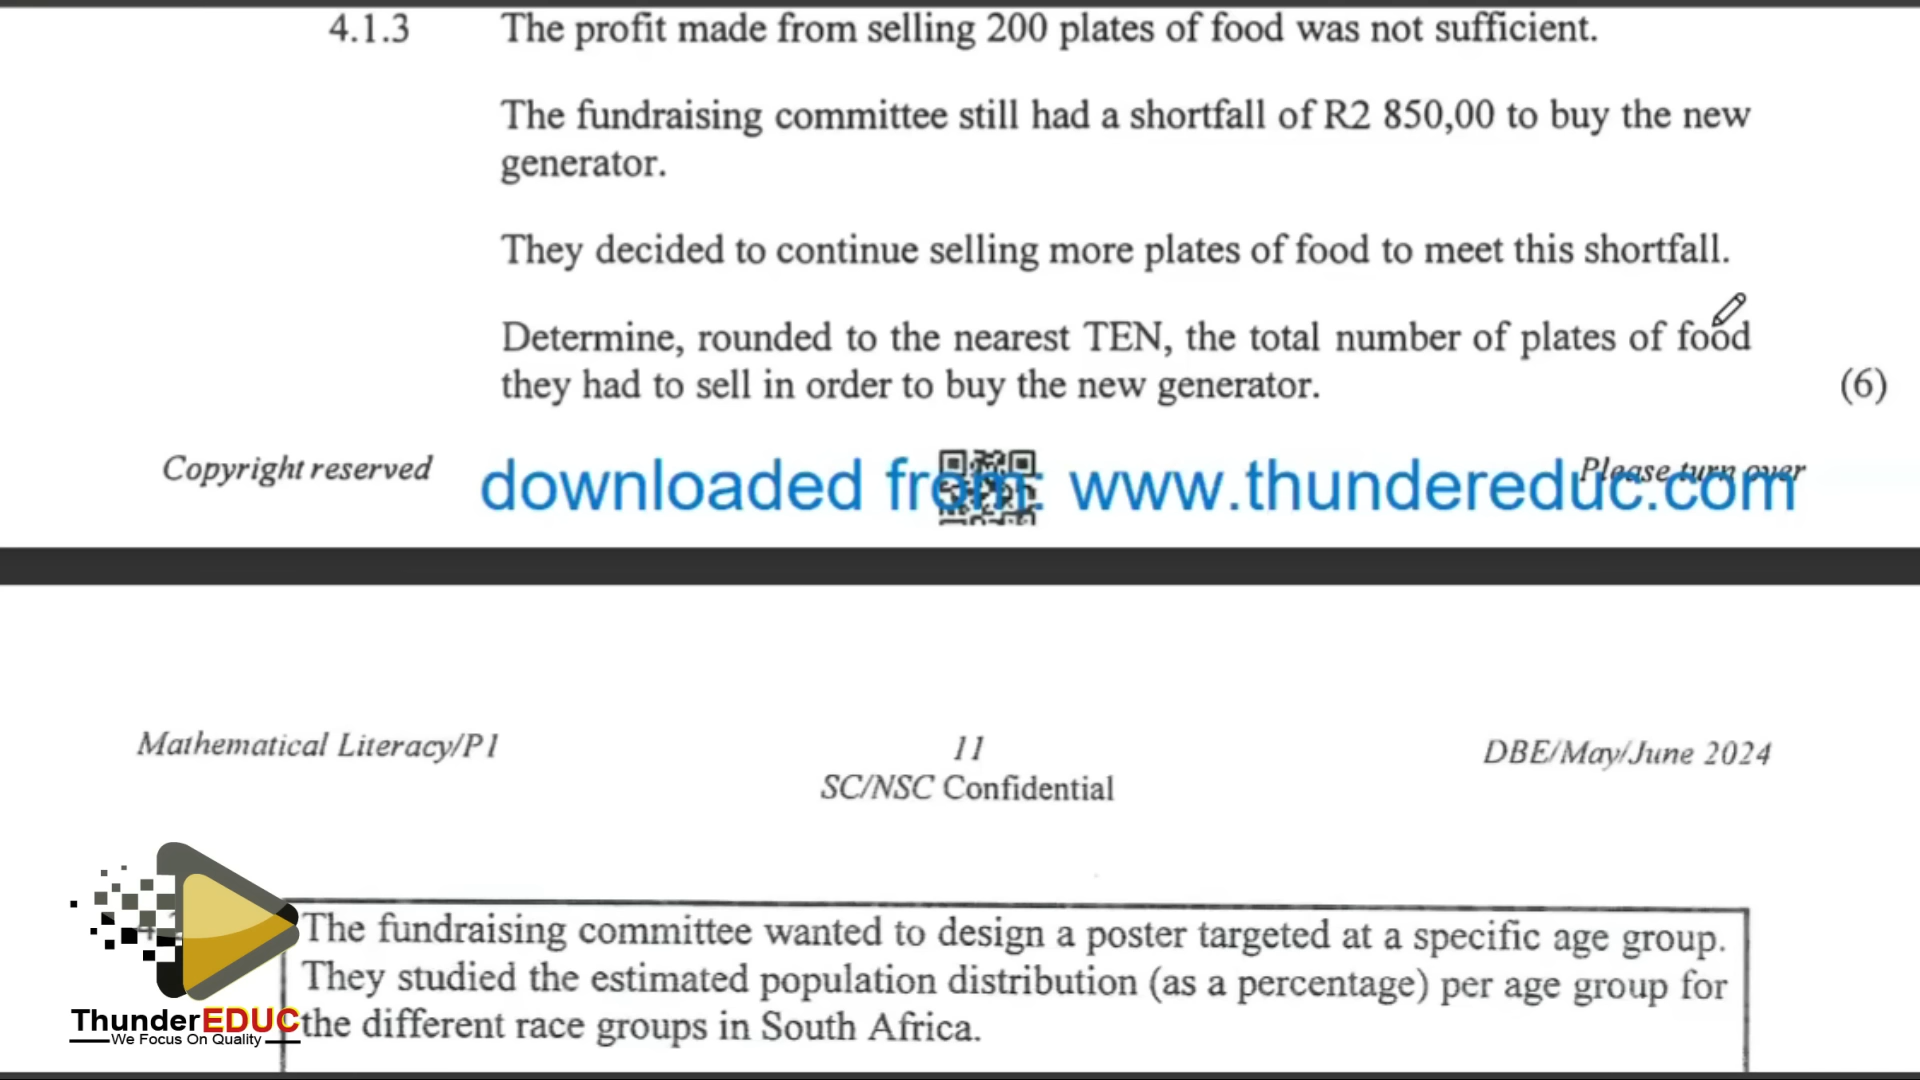 4.1.3 The profit made from selling 200 plates of food was not sufficient.
The fundraising committee still had a shortfall of R2 850,00 to buy the new
generator.
They decided to continue selling more plates of food to meet this shortfall.
Determine, rounded to the nearest TEN, the total number of plates of food
they had to sell in order to buy the new generator. (6)
Copyright reserved
Please turn over
downloaded from: www.thundereduc.com
Mathematical Literacy/P1 11 DBE/May/June 2024
SC/NSC Confidential
The fundraising committee wanted to design a poster targeted at a specific age group.
They studied the estimated population distribution (as a percentage) per age group for
the different race groups in South Africa.
ThunderEDUC
We Focus On Quality